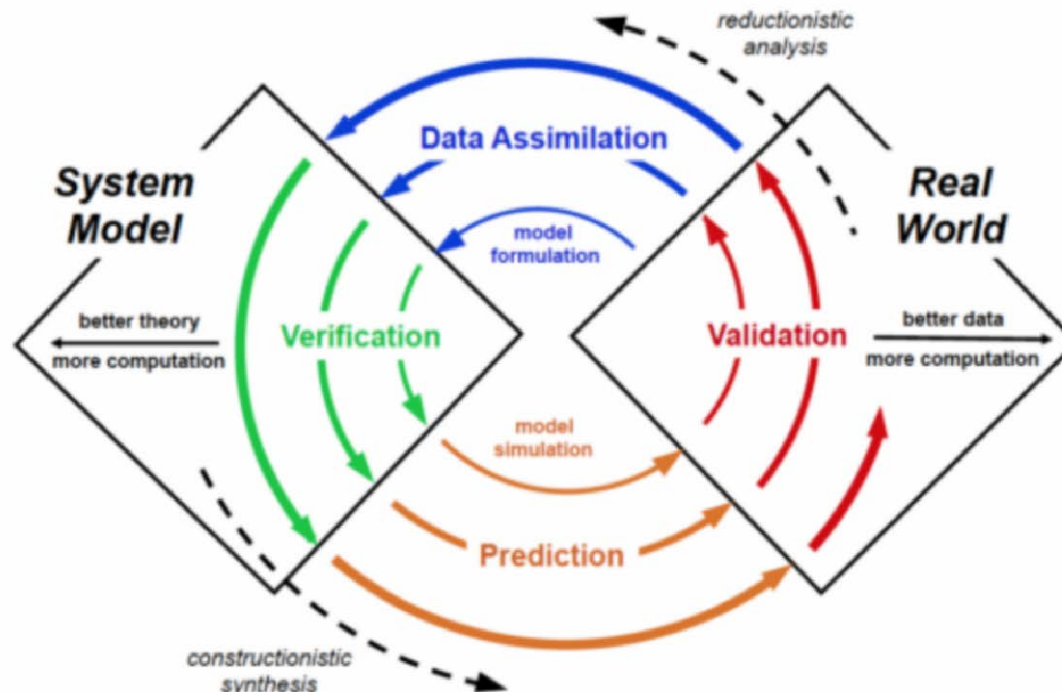 reductionistic
analysis
Data Assimilation
System
Model
Real
World
model
formulation
better theory
more computation
Verification
Validation
better data
more computation
model
simulation
Prediction
constructionistic
synthesis